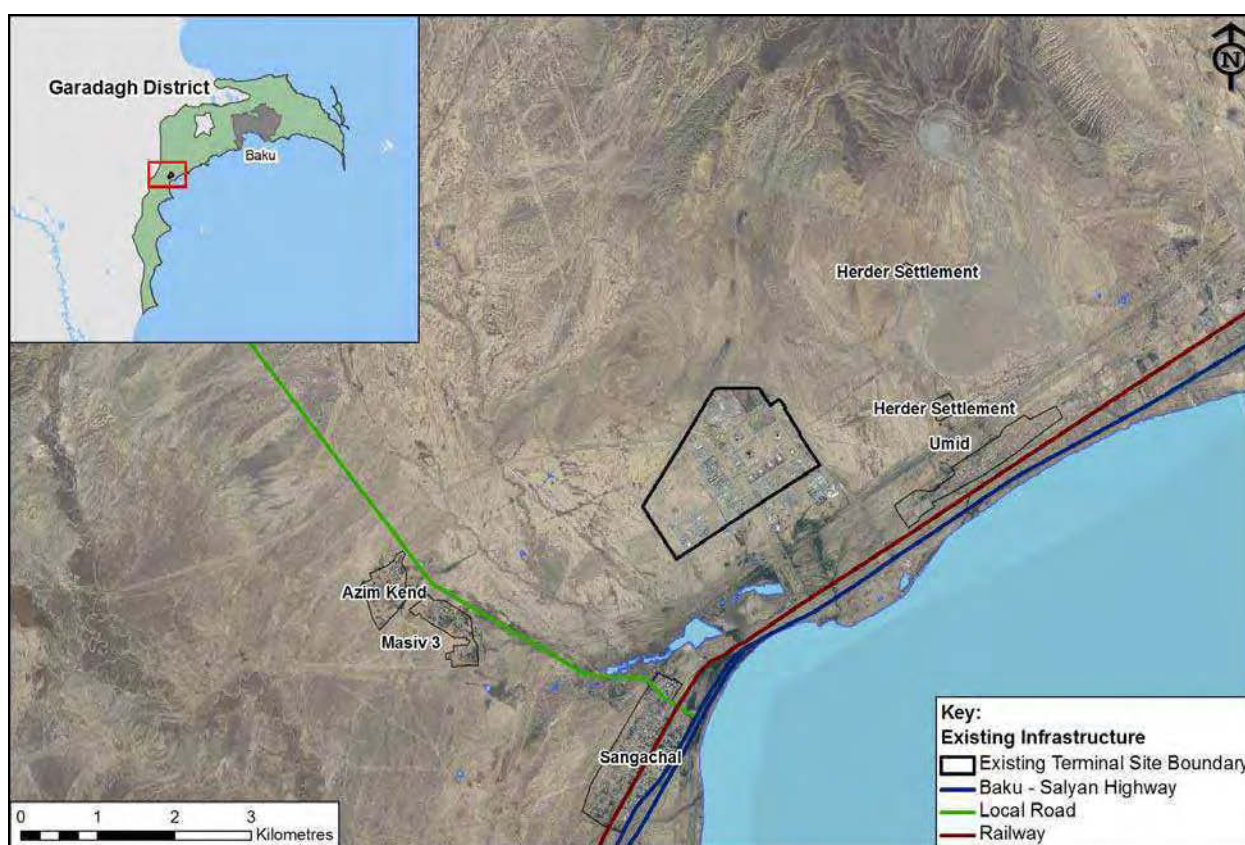 Garadagh District
Baku
N
Herder Settlement
Herder Settlement
Umid
Azim Kend
Masiv 3
Sangachal
0 1 2 3
Kilometres
Key:
Existing Infrastructure
Existing Terminal Site Boundary
Baku - Salyan Highway
Local Road
Railway